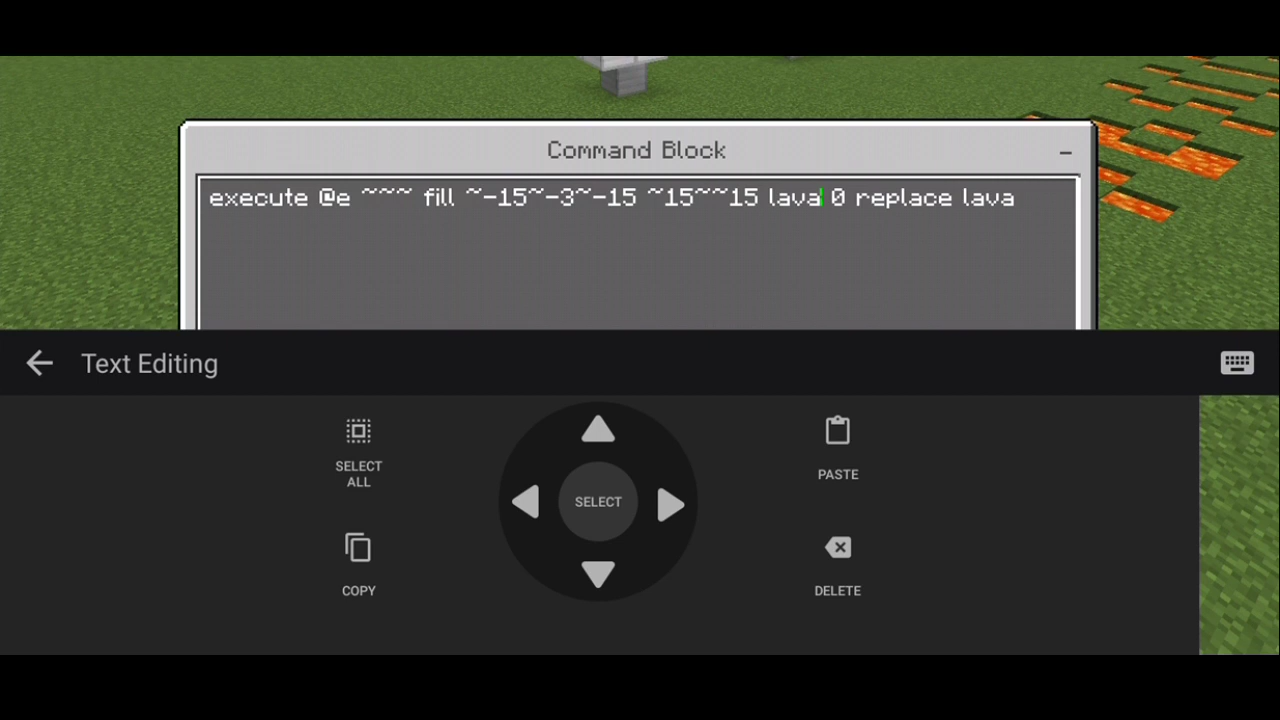 Command Block
execute @e ~~~ fill ~-15~-3~-15 ~15~~15 lava 0 replace lava
Text Editing
SELECT
ALL
SELECT
PASTE
COPY
DELETE